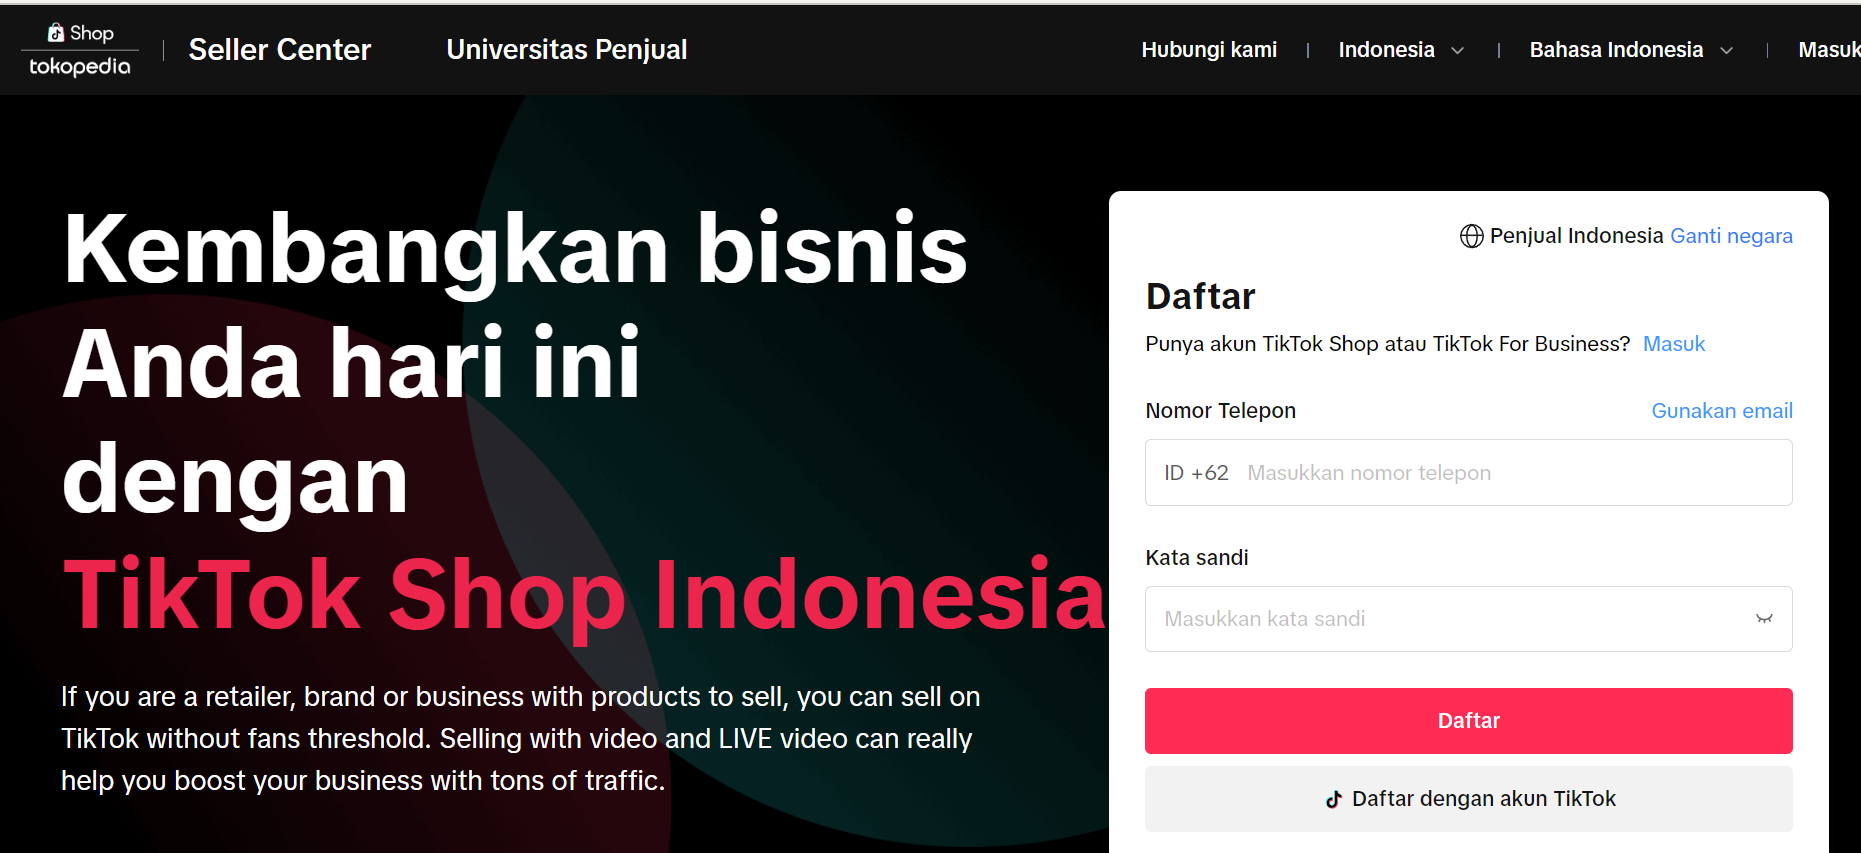 Shop
tokopedia
Seller Center
Universitas Penjual
Hubungi kami
Indonesia
Bahasa Indonesia
Masuk
Kembangkan bisnis
Anda hari ini
dengan
TikTok Shop Indonesia
If you are a retailer, brand or business with products to sell, you can sell on
TikTok without fans threshold. Selling with video and LIVE video can really
help you boost your business with tons of traffic.
Penjual Indonesia Ganti negara
Daftar
Punya akun TikTok Shop atau TikTok For Business? Masuk
Nomor Telepon Gunakan email
ID +62 Masukkan nomor telepon
Kata sandi
Masukkan kata sandi
Daftar
Daftar dengan akun TikTok